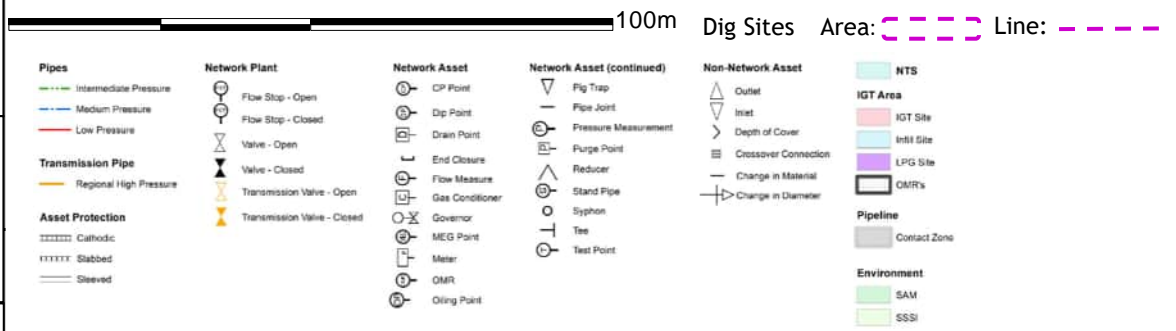 100m Dig Sites Area: Line:
Pipes
Intermediate Pressure
Medium Pressure
Low Pressure
Transmission Pipe
Regional High Pressure
Asset Protection
Cathodic
Slabbed
Sleeved
Network Plant
Flow Stop - Open
Flow Stop - Closed
Valve - Open
Valve - Closed
Transmission Valve - Open
Transmission Valve - Closed
Network Asset
CP Point
Dip Point
Drain Point
End Closure
Flow Measure
Gas Conditioner
Governor
MEG Point
Meter
OMR
Oiling Point
Network Asset (continued)
Pig Trap
Pipe Joint
Pressure Measurement
Purge Point
Reducer
Stand Pipe
Syphon
Tee
Test Point
Non-Network Asset
Outlet
Inlet
Depth of Cover
Crossover Connection
Change in Material
Change in Diameter
NTS
IGT Area
IGT Site
Infill Site
LPG Site
OMR's
Pipeline
Contact Zone
Environment
SAM
SSSI